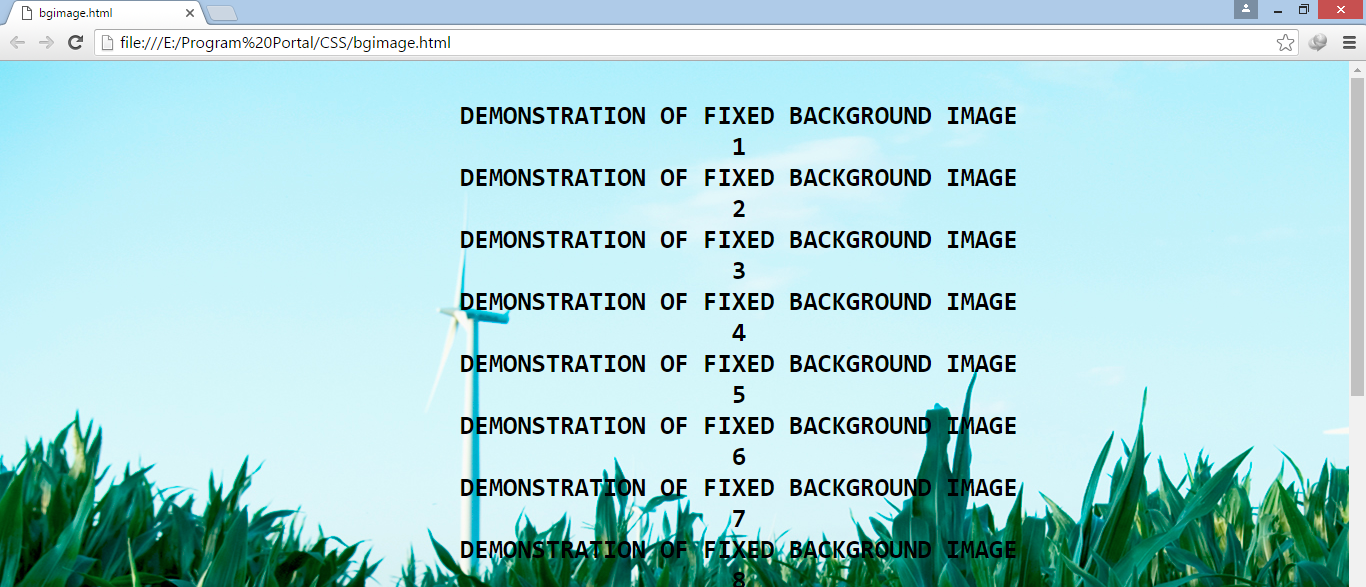 bgimage.html
file:///E:/Program%20Portal/CSS/bgimage.html
DEMONSTRATION OF FIXED BACKGROUND IMAGE
1
DEMONSTRATION OF FIXED BACKGROUND IMAGE
2
DEMONSTRATION OF FIXED BACKGROUND IMAGE
3
DEMONSTRATION OF FIXED BACKGROUND IMAGE
4
DEMONSTRATION OF FIXED BACKGROUND IMAGE
5
DEMONSTRATION OF FIXED BACKGROUND IMAGE
6
DEMONSTRATION OF FIXED BACKGROUND IMAGE
7
DEMONSTRATION OF FIXED BACKGROUND IMAGE
8